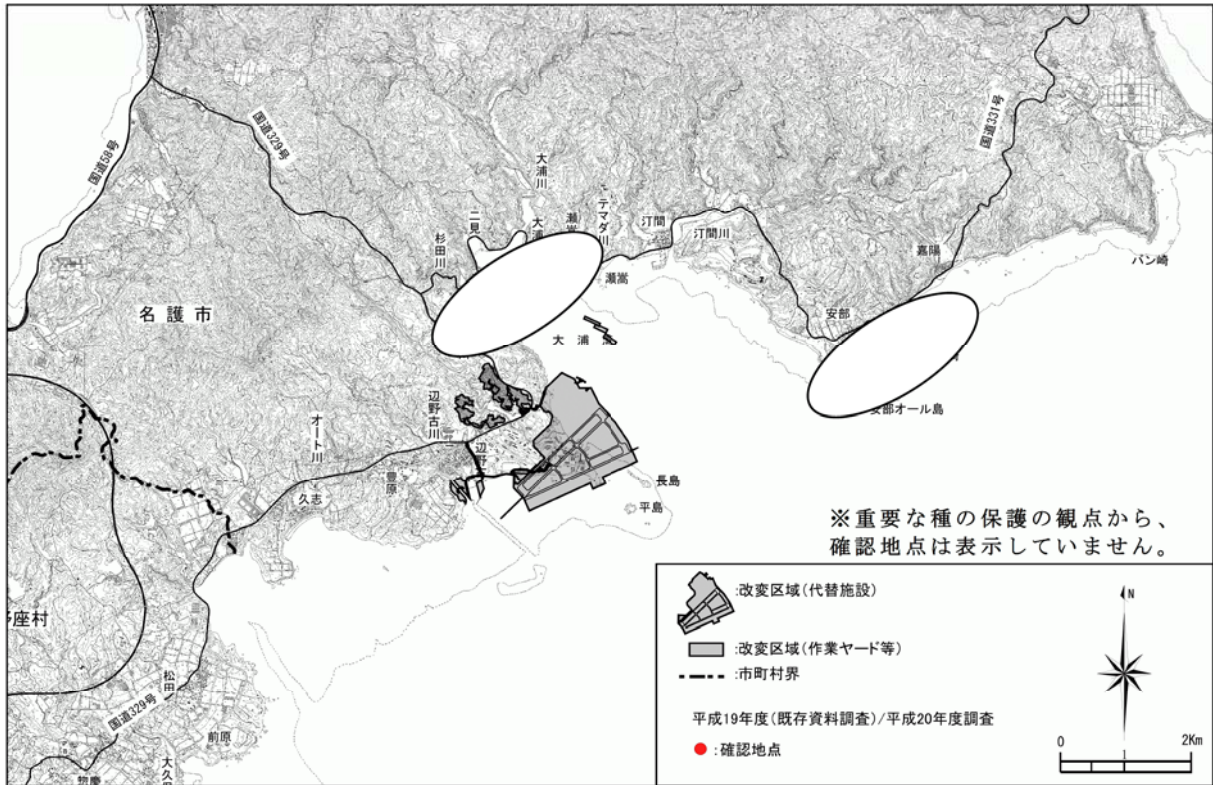 国道58号
国道329号
国道331号
大浦川
二見
大浦
瀬嵩
テマダ川
汀間
汀間川
杉田川
嘉陽
バン崎
瀬嵩
名護市
安部
大浦
安部オール島
辺野古川
辺野
オート川
豊原
久志
長島
平島
※重要な種の保護の観点から、
確認地点は表示していません。
座村
松田
国道329号
前原
惣慶
大久
:改変区域(代替施設)
:改変区域(作業ヤード等)
:市町村界
平成19年度(既存資料調査)/平成20年度調査
:確認地点
N
0 1 2Km